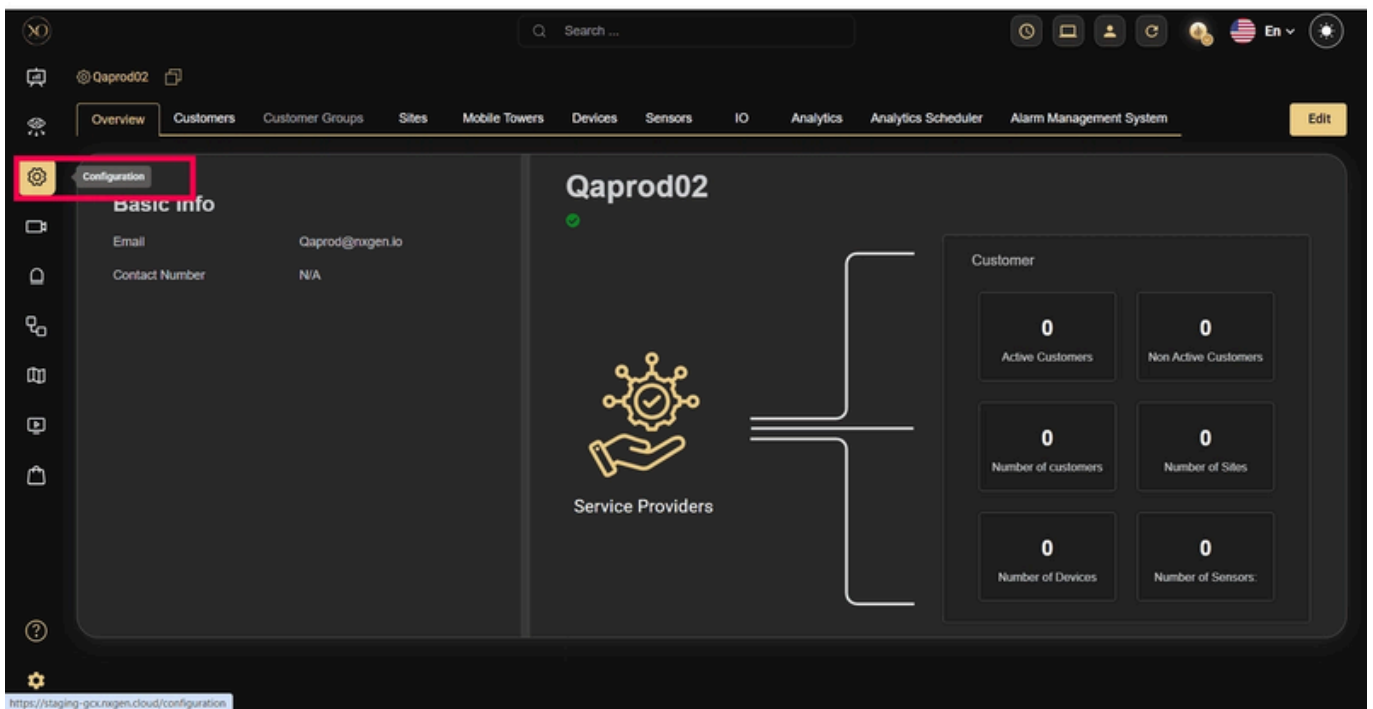 XO
Search ...
En
Qaprod02
Overview
Customers
Customer Groups
Sites
Mobile Towers
Devices
Sensors
IO
Analytics
Analytics Scheduler
Alarm Management System
Edit
Configuration
Basic Info
Email Qaprod@nxgen.io
Contact Number N/A
Qaprod02
Service Providers
Customer
0
Active Customers
0
Non Active Customers
0
Number of customers
0
Number of Sites
0
Number of Devices
0
Number of Sensors:
?
https://staging-gcx.nxgen.cloud/configuration